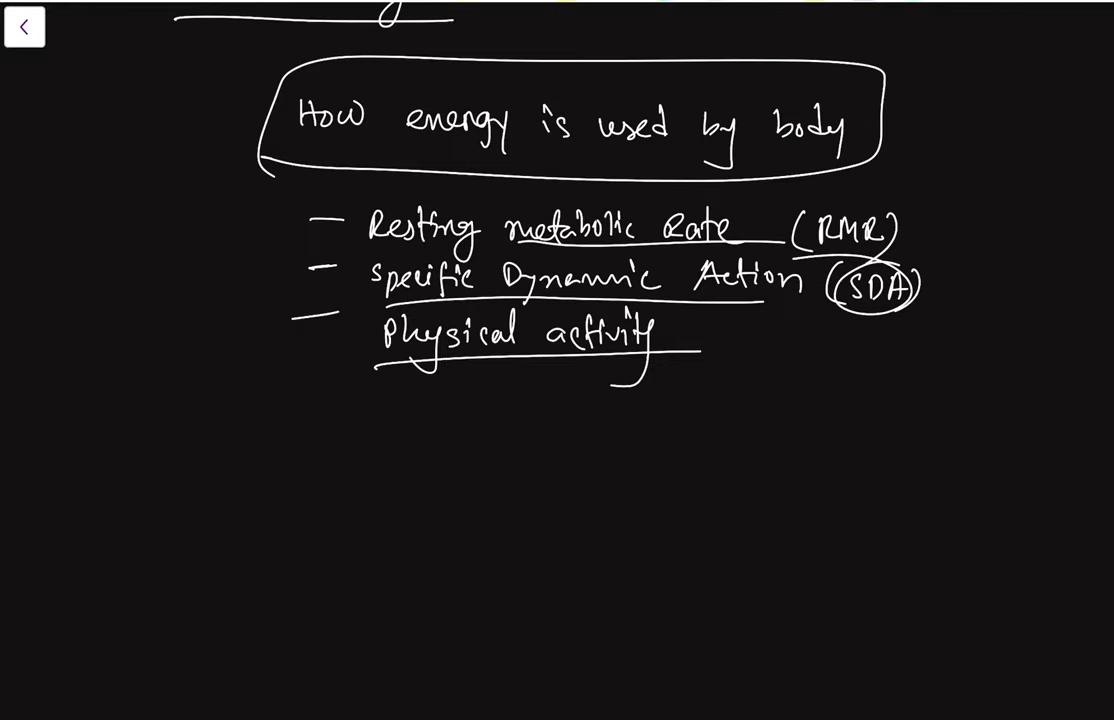 How energy is used by body
- Resting metabolic Rate (RMR)
- Specific Dynamic Action (SDA)
- Physical activity